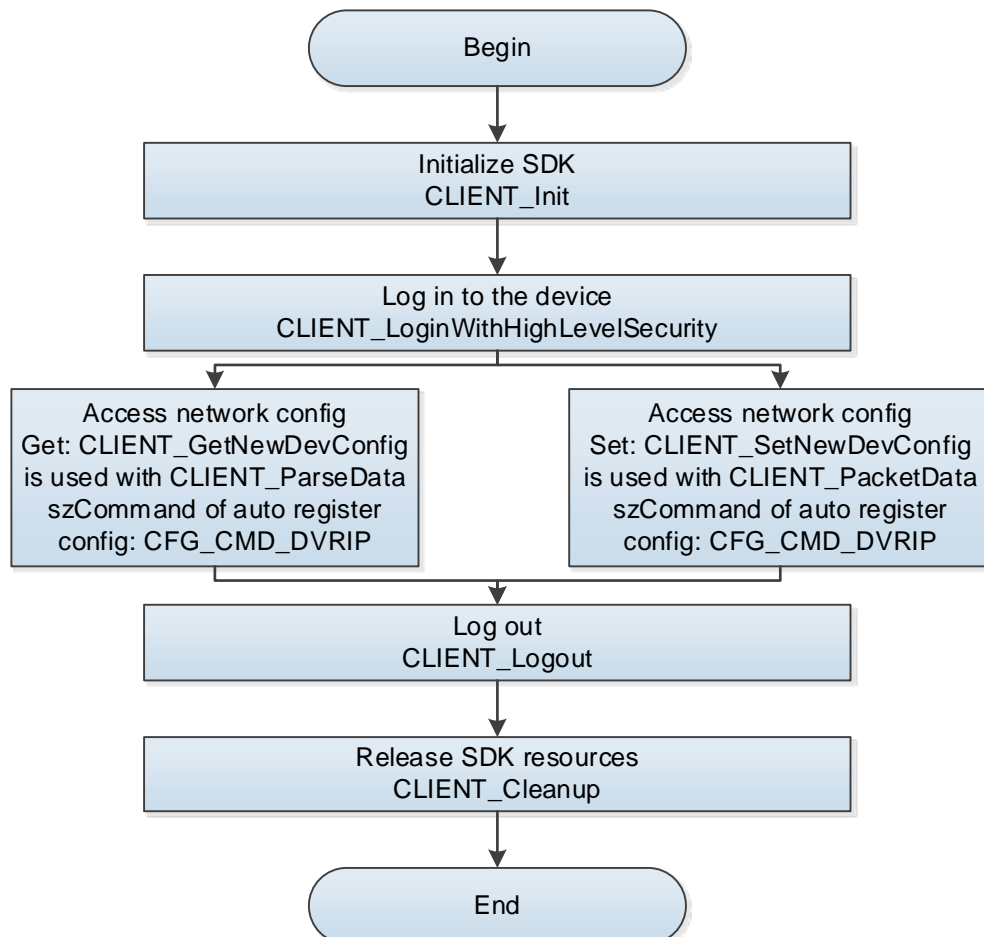 Begin
Initialize SDK
CLIENT_Init
Log in to the device
CLIENT_LoginWithHighLevelSecurity
Access network config
Get: CLIENT_GetNewDevConfig
is used with CLIENT_ParseData
szCommand of auto register
config: CFG_CMD_DVRIP
Access network config
Set: CLIENT_SetNewDevConfig
is used with CLIENT_PacketData
szCommand of auto register
config: CFG_CMD_DVRIP
Log out
CLIENT_Logout
Release SDK resources
CLIENT_Cleanup
End